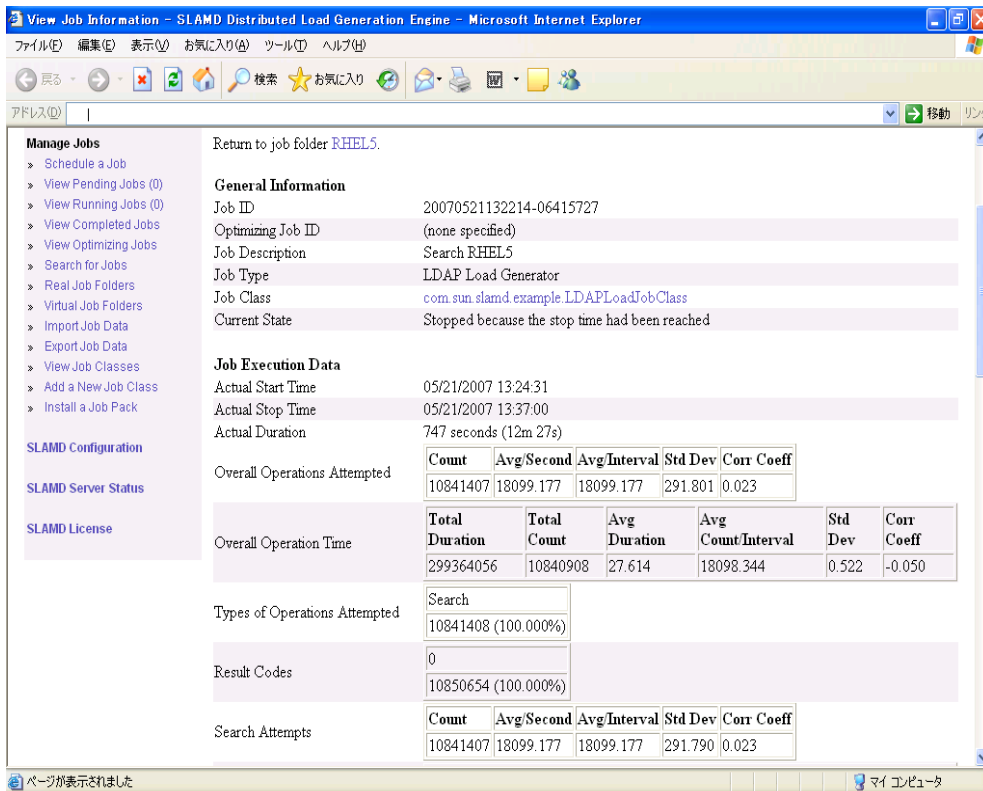 View Job Information - SLAMD Distributed Load Generation Engine - Microsoft Internet Explorer
ファイル(F) 編集(E) 表示(V) お気に入り(A) ツール(T) ヘルプ(H)
戻る 検索 お気に入り
アドレス(D) 移動 リン
Manage Jobs
» Schedule a Job
» View Pending Jobs (0)
» View Running Jobs (0)
» View Completed Jobs
» View Optimizing Jobs
» Search for Jobs
» Real Job Folders
» Virtual Job Folders
» Import Job Data
» Export Job Data
» View Job Classes
» Add a New Job Class
» Install a Job Pack
SLAMD Configuration
SLAMD Server Status
SLAMD License
Return to job folder RHEL5.
General Information
Job ID 20070521132214-06415727
Optimizing Job ID (none specified)
Job Description Search RHEL5
Job Type LDAP Load Generator
Job Class com.sun.slamd.example.LDAPLoadJobClass
Current State Stopped because the stop time had been reached
Job Execution Data
Actual Start Time 05/21/2007 13:24:31
Actual Stop Time 05/21/2007 13:37:00
Actual Duration 747 seconds (12m 27s)
Overall Operations Attempted
Count Avg/Second Avg/Interval Std Dev Corr Coeff
10841407 18099.177 18099.177 291.801 0.023
Overall Operation Time
Total Duration Total Count Avg Duration Avg Count/Interval Std Dev Corr Coeff
299364056 10840908 27.614 18098.344 0.522 -0.050
Types of Operations Attempted
Search
10841408 (100.000%)
Result Codes
0
10850654 (100.000%)
Search Attempts
Count Avg/Second Avg/Interval Std Dev Corr Coeff
10841407 18099.177 18099.177 291.790 0.023
ページが表示されました マイ コンピュータ